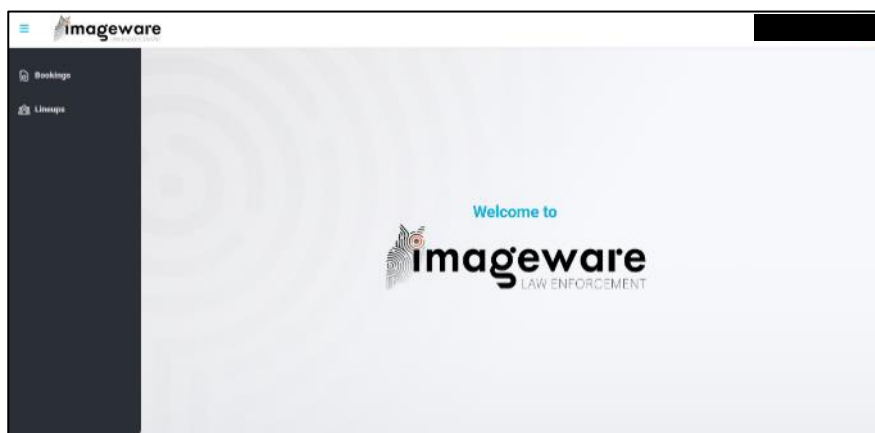 imageware
Bookings
Lineups
Welcome to
imageware
LAW ENFORCEMENT